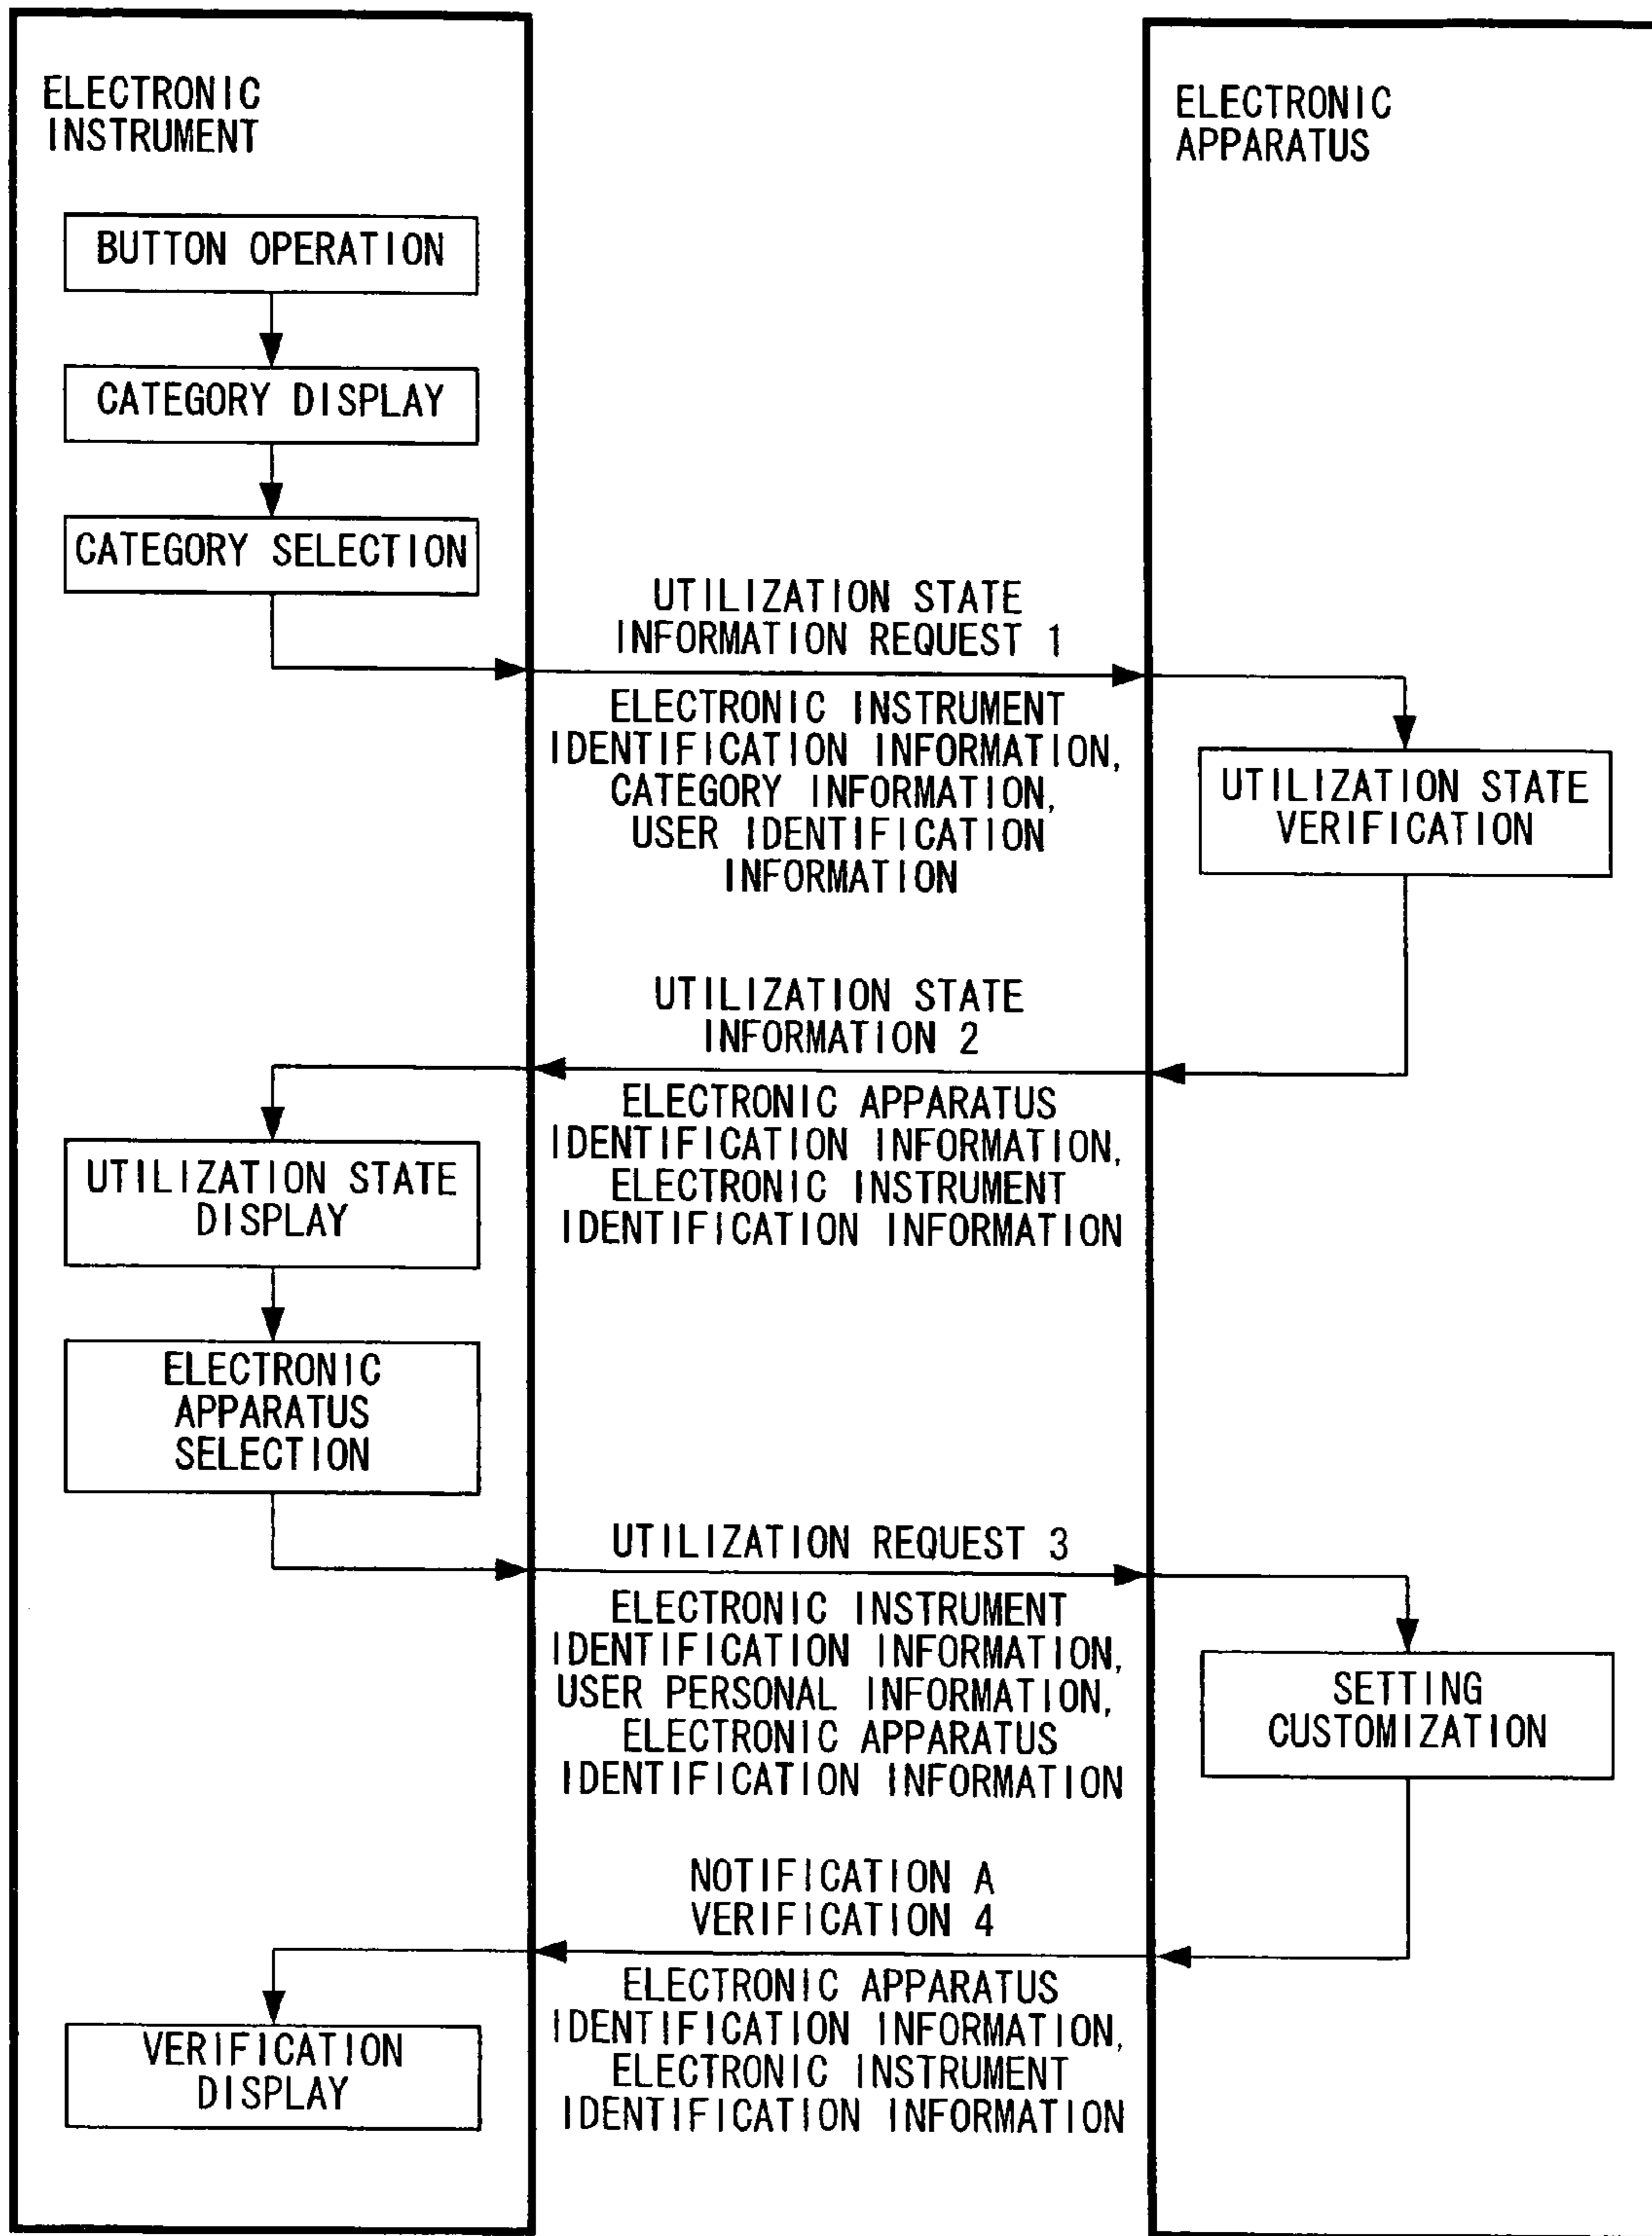 ELECTRONIC
INSTRUMENT
ELECTRONIC
APPARATUS
BUTTON OPERATION
CATEGORY DISPLAY
CATEGORY SELECTION
UTILIZATION STATE
INFORMATION REQUEST 1
ELECTRONIC INSTRUMENT
IDENTIFICATION INFORMATION,
CATEGORY INFORMATION,
USER IDENTIFICATION
INFORMATION
UTILIZATION STATE
VERIFICATION
UTILIZATION STATE
INFORMATION 2
ELECTRONIC APPARATUS
IDENTIFICATION INFORMATION,
ELECTRONIC INSTRUMENT
IDENTIFICATION INFORMATION
UTILIZATION STATE
DISPLAY
ELECTRONIC
APPARATUS
SELECTION
UTILIZATION REQUEST 3
ELECTRONIC INSTRUMENT
IDENTIFICATION INFORMATION,
USER PERSONAL INFORMATION,
ELECTRONIC APPARATUS
IDENTIFICATION INFORMATION
SETTING
CUSTOMIZATION
NOTIFICATION A
VERIFICATION 4
ELECTRONIC APPARATUS
IDENTIFICATION INFORMATION,
ELECTRONIC INSTRUMENT
IDENTIFICATION INFORMATION
VERIFICATION
DISPLAY